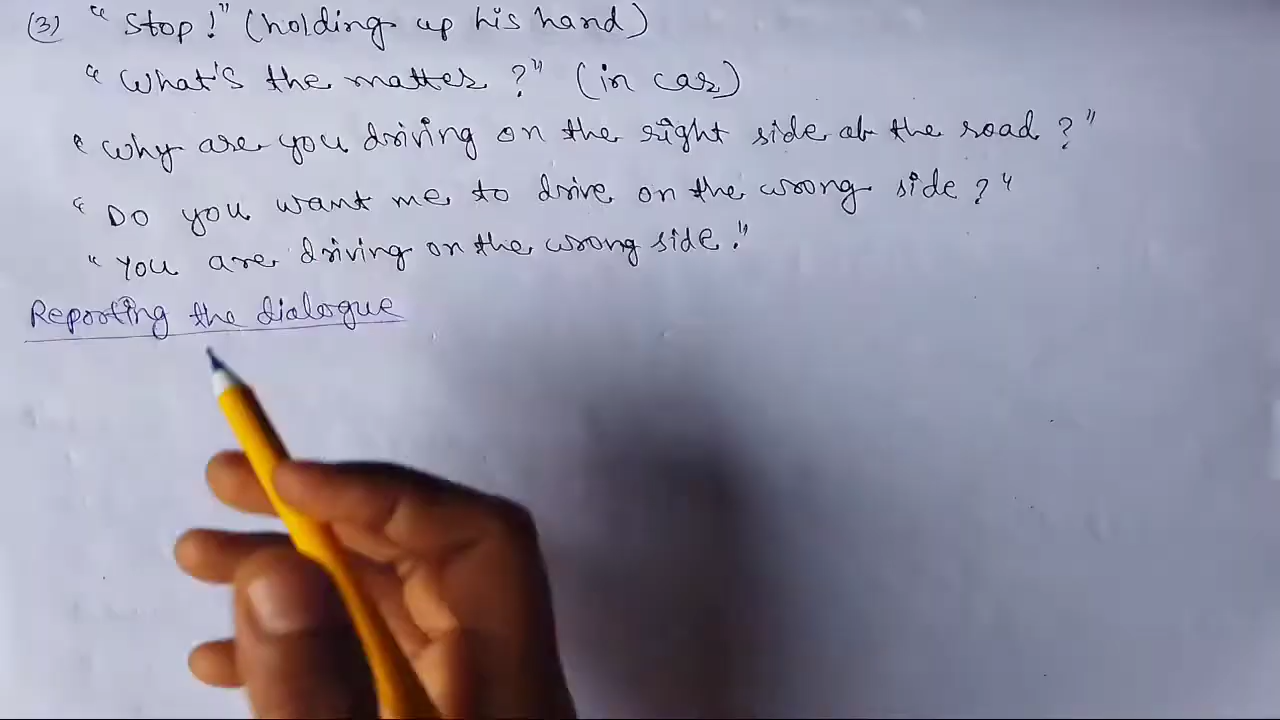 (3) "Stop!" (holding up his hand)
"What's the matter?" (in car)
"Why are you driving on the right side of the road?"
"Do you want me to drive on the wrong side?"
"You are driving on the wrong side."
Reporting the dialogue